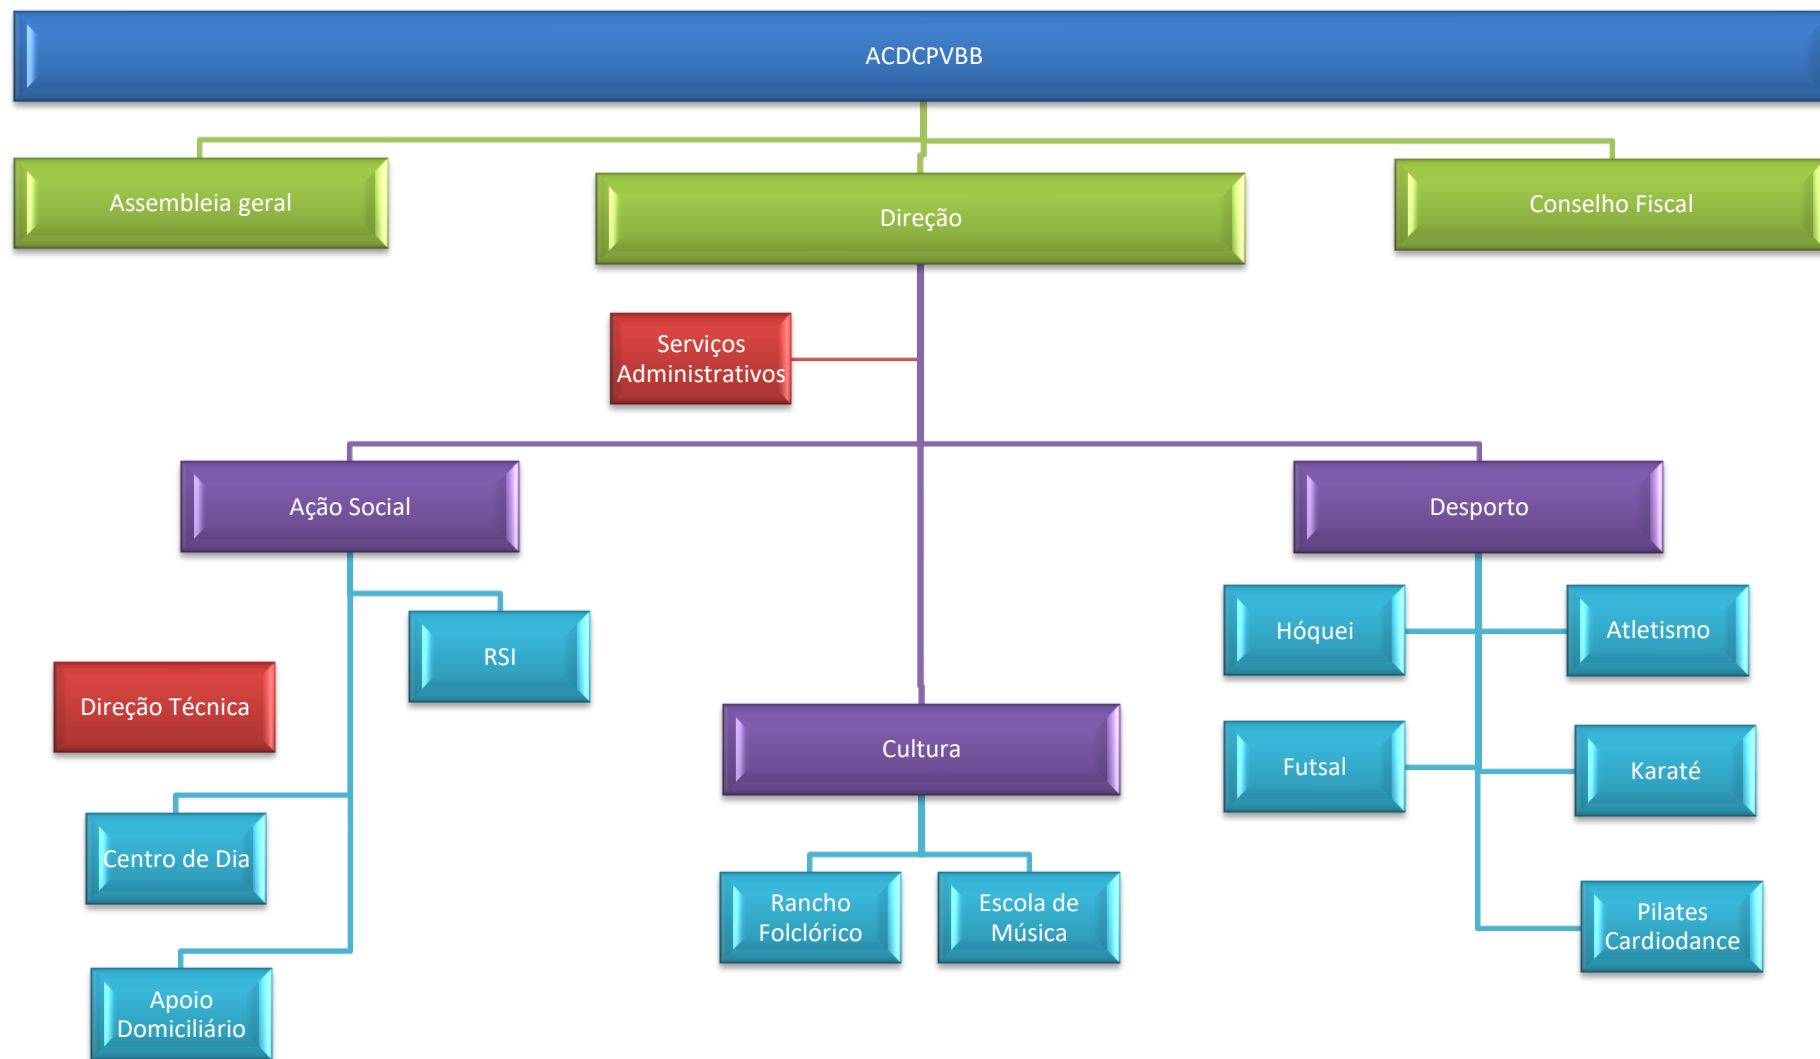 ACDCPVBB
Assembleia geral
Direção
Conselho Fiscal
Serviços
Administrativos
Ação Social
Desporto
RSI
Direção Técnica
Centro de Dia
Apoio
Domiciliário
Cultura
Rancho
Folclórico
Escola de
Música
Hóquei
Atletismo
Futsal
Karaté
Pilates
Cardiodance